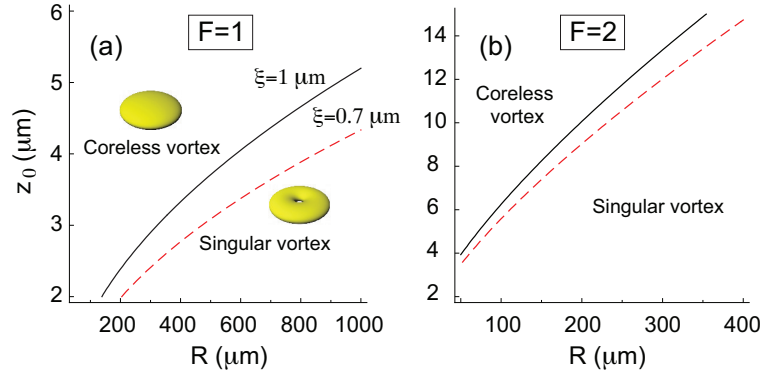 (a)
F=1
ξ=1 μm
ξ=0.7 μm
Coreless vortex
Singular vortex
z0 (μm)
6
5
4
3
2
200
400
600
800
1000
R (μm)
(b)
F=2
Coreless
vortex
Singular vortex
14
12
10
8
6
4
2
100
200
300
400
R (μm)